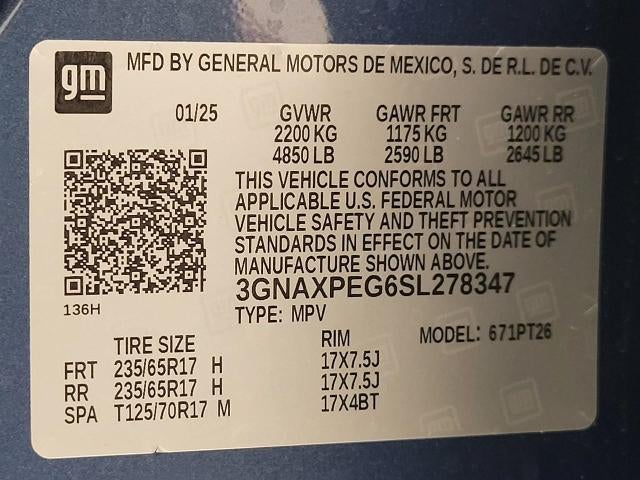 gm
MFD BY GENERAL MOTORS DE MEXICO, S. DE R.L. DE C.V.
01/25 GVWR GAWR FRT GAWR RR
2200 KG 1175 KG 1200 KG
4850 LB 2590 LB 2645 LB
THIS VEHICLE CONFORMS TO ALL
APPLICABLE U.S. FEDERAL MOTOR
VEHICLE SAFETY AND THEFT PREVENTION
STANDARDS IN EFFECT ON THE DATE OF
MANUFACTURE SHOWN ABOVE.
3GNAXPEG6SL278347
136H
TYPE: MPV
MODEL: 671PT26
TIRE SIZE RIM
FRT 235/65R17 H 17X7.5J
RR 235/65R17 H 17X7.5J
SPA T125/70R17 M 17X4BT